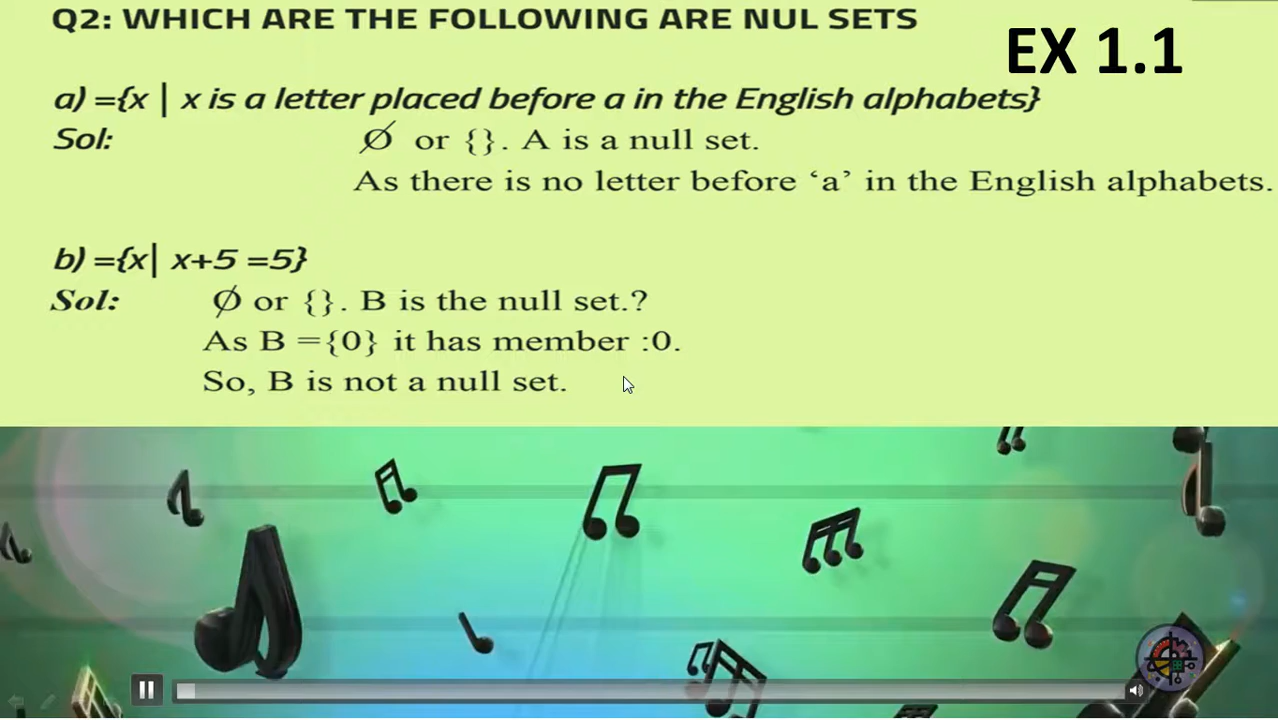 Q2: WHICH ARE THE FOLLOWING ARE NUL SETS
EX 1.1
a) ={x | x is a letter placed before a in the English alphabets}
Sol: Ø or {}. A is a null set.
As there is no letter before ‘a’ in the English alphabets.
b) ={x| x+5 =5}
Sol: Ø or {}. B is the null set.?
As B ={0} it has member :0.
So, B is not a null set.